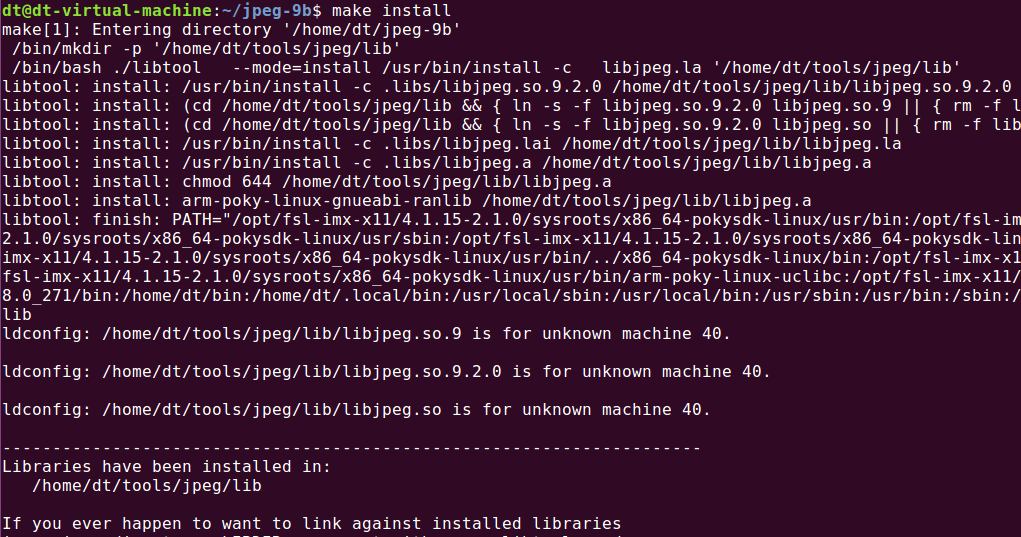 dt@dt-virtual-machine:~/jpeg-9b$ make install
make[1]: Entering directory '/home/dt/jpeg-9b'
 /bin/mkdir -p '/home/dt/tools/jpeg/lib'
 /bin/bash ./libtool   --mode=install /usr/bin/install -c   libjpeg.la '/home/dt/tools/jpeg/lib'
libtool: install: /usr/bin/install -c .libs/libjpeg.so.9.2.0 /home/dt/tools/jpeg/lib/libjpeg.so.9.2.0
libtool: install: (cd /home/dt/tools/jpeg/lib && { ln -s -f libjpeg.so.9.2.0 libjpeg.so.9 || { rm -f l
libtool: install: (cd /home/dt/tools/jpeg/lib && { ln -s -f libjpeg.so.9.2.0 libjpeg.so || { rm -f lib
libtool: install: /usr/bin/install -c .libs/libjpeg.lai /home/dt/tools/jpeg/lib/libjpeg.la
libtool: install: /usr/bin/install -c .libs/libjpeg.a /home/dt/tools/jpeg/lib/libjpeg.a
libtool: install: chmod 644 /home/dt/tools/jpeg/lib/libjpeg.a
libtool: install: arm-poky-linux-gnueabi-ranlib /home/dt/tools/jpeg/lib/libjpeg.a
libtool: finish: PATH="/opt/fsl-imx-x11/4.1.15-2.1.0/sysroots/x86_64-pokysdk-linux/usr/bin:/opt/fsl-im
2.1.0/sysroots/x86_64-pokysdk-linux/usr/sbin:/opt/fsl-imx-x11/4.1.15-2.1.0/sysroots/x86_64-pokysdk-lin
imx-x11/4.1.15-2.1.0/sysroots/x86_64-pokysdk-linux/usr/bin/../x86_64-pokysdk-linux/bin:/opt/fsl-imx-x1
fsl-imx-x11/4.1.15-2.1.0/sysroots/x86_64-pokysdk-linux/usr/bin/arm-poky-linux-uclibc:/opt/fsl-imx-x11/
8.0_271/bin:/home/dt/bin:/home/dt/.local/bin:/usr/local/sbin:/usr/local/bin:/usr/sbin:/usr/bin:/sbin:/
lib
ldconfig: /home/dt/tools/jpeg/lib/libjpeg.so.9 is for unknown machine 40.
ldconfig: /home/dt/tools/jpeg/lib/libjpeg.so.9.2.0 is for unknown machine 40.
ldconfig: /home/dt/tools/jpeg/lib/libjpeg.so is for unknown machine 40.
----------------------------------------------------------------------
Libraries have been installed in:
   /home/dt/tools/jpeg/lib
If you ever happen to want to link against installed libraries